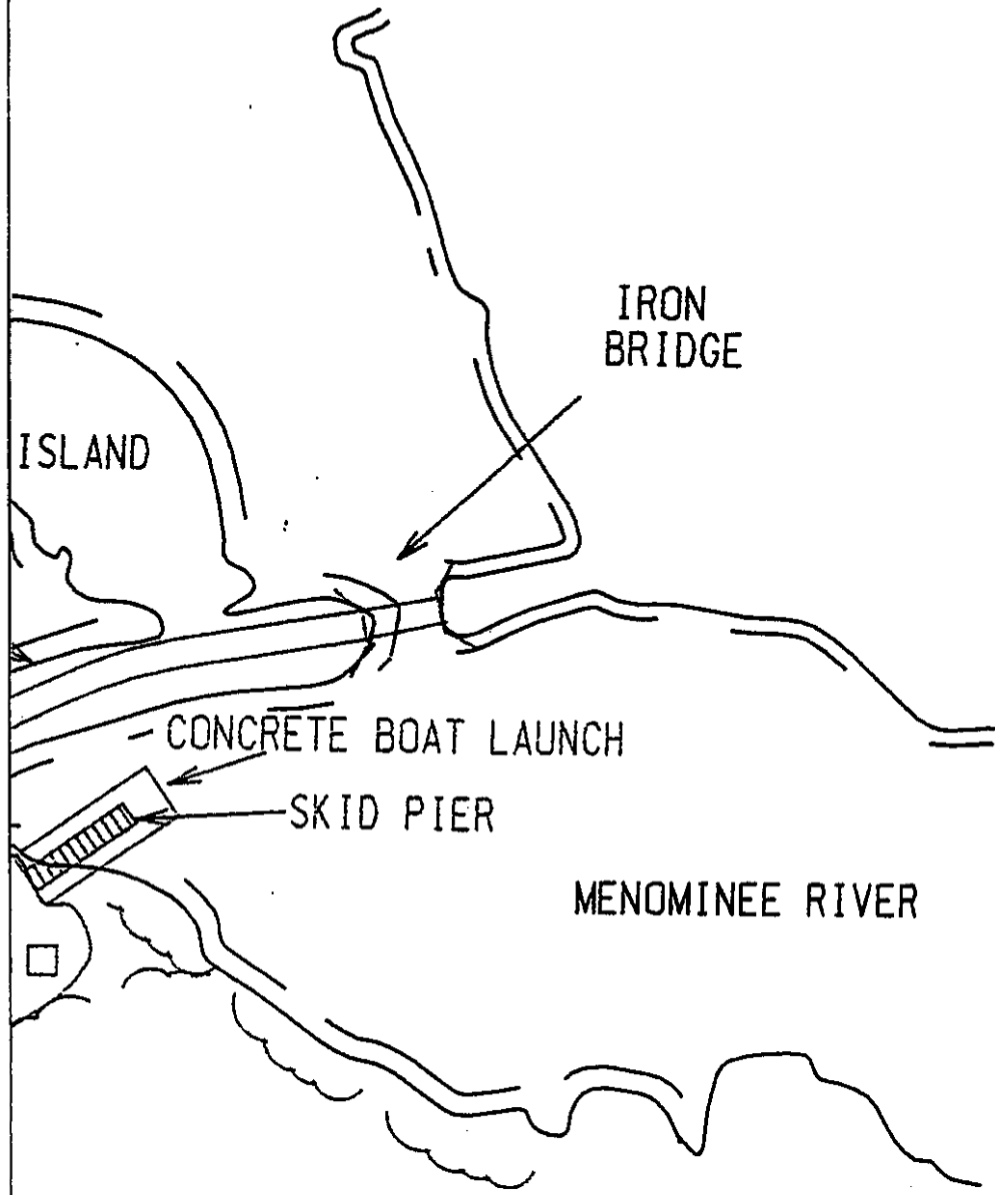 IRON
BRIDGE
ISLAND
CONCRETE BOAT LAUNCH
SKID PIER
MENOMINEE RIVER